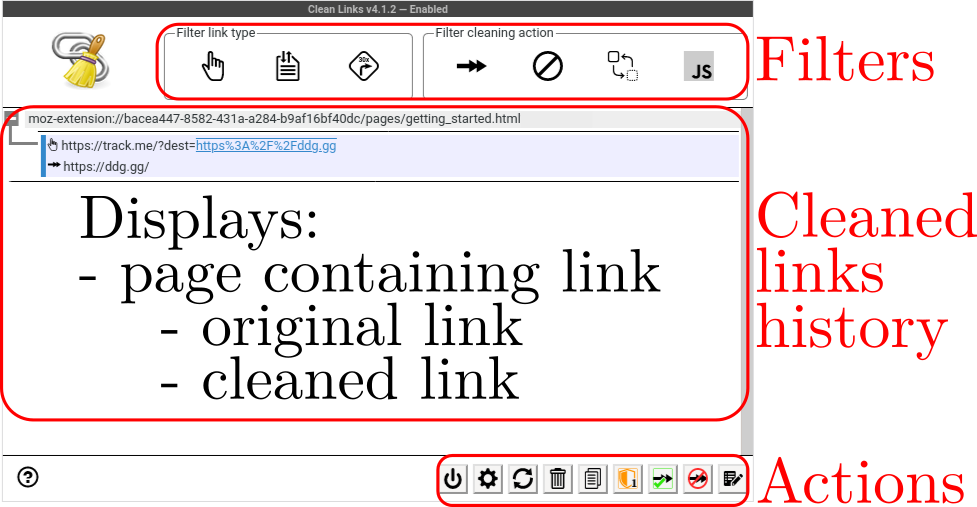 Clean Links v4.1.2 — Enabled
Filter link type
Filter cleaning action
30x
JS
Filters
moz-extension://bacea447-8582-431a-a284-b9af16bf40dc/pages/getting_started.html
https://track.me/?dest=https%3A%2F%2Fddg.gg
https://ddg.gg/
Displays:
- page containing link
- original link
- cleaned link
Cleaned
links
history
1
Actions